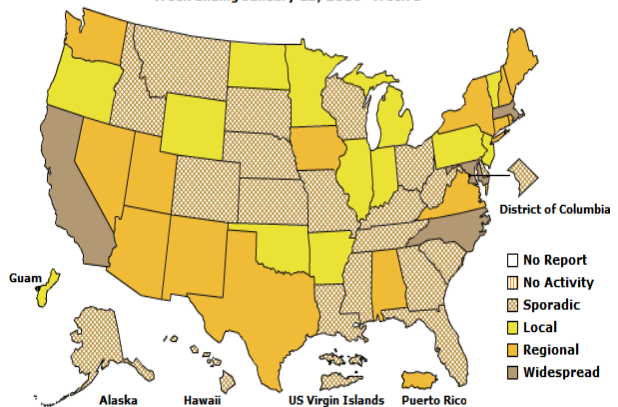 District of Columbia
No Report
No Activity
Sporadic
Local
Regional
Widespread
Guam
Alaska
Hawaii
US Virgin Islands
Puerto Rico